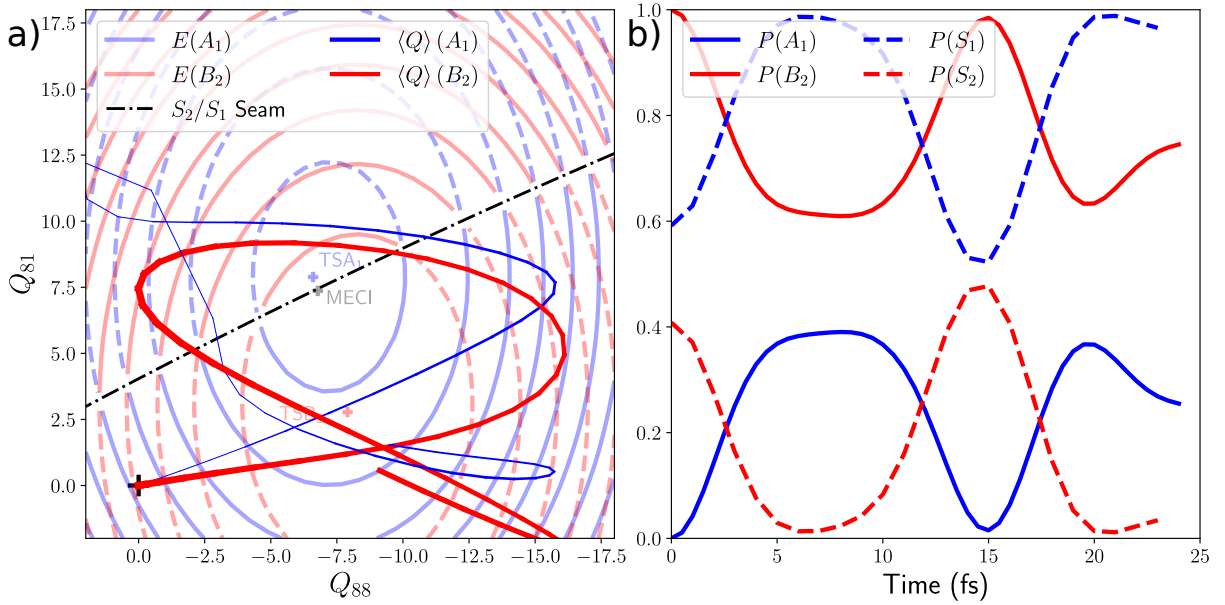 a)
E(A₁) ⟨Q⟩ (A₁)
E(B₂) ⟨Q⟩ (B₂)
S₂/S₁ Seam
17.5
15.0
12.5
10.0
7.5
5.0
2.5
0.0
Q₈₁
TSA₁
MECI
0.0 −2.5 −5.0 −7.5 −10.0 −12.5 −15.0 −17.5
Q₈₈
b)
P(A₁) P(S₁)
P(B₂) P(S₂)
1.0
0.8
0.6
0.4
0.2
0.0
0 5 10 15 20 25
Time (fs)